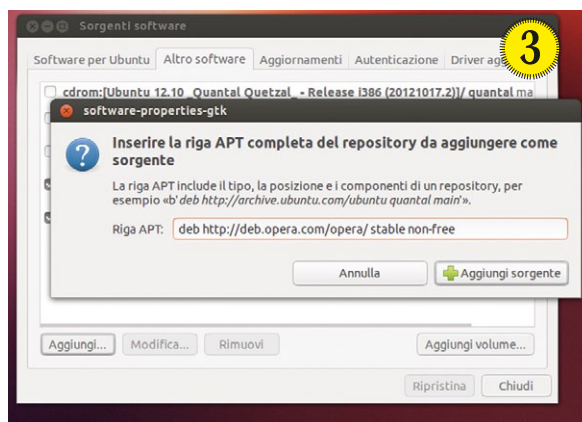 Sorgenti software
3
Software per Ubuntu Altro software Aggiornamenti Autenticazione Driver agg
cdrom:[Ubuntu 12.10 _Quantal Quetzal_ - Release i386 (20121017.2)]/ quantal ma
software-properties-gtk
Inserire la riga APT completa del repository da aggiungere come
sorgente
La riga APT include il tipo, la posizione e i componenti di un repository, per
esempio «b'deb http://archive.ubuntu.com/ubuntu quantal main'».
Riga APT: deb http://deb.opera.com/opera/ stable non-free
Annulla Aggiungi sorgente
Aggiungi... Modifica... Rimuovi Aggiungi volume...
Ripristina Chiudi